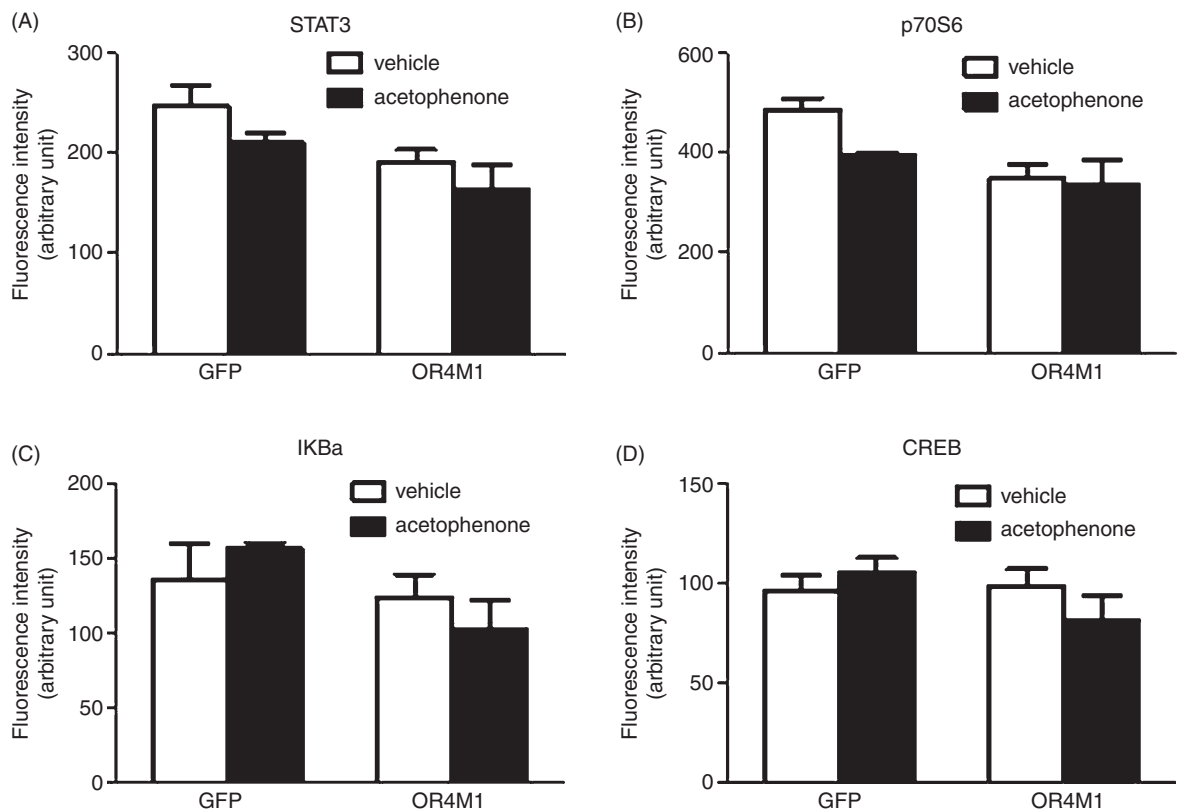 (A)
STAT3
vehicle
acetophenone
Fluorescence intensity
(arbitrary unit)
300
200
100
0
GFP
OR4M1
(B)
p70S6
vehicle
acetophenone
Fluorescence intensity
(arbitrary unit)
600
400
200
0
GFP
OR4M1
(C)
IKBa
vehicle
acetophenone
Fluorescence intensity
(arbitrary unit)
200
150
100
50
0
GFP
OR4M1
(D)
CREB
vehicle
acetophenone
Fluorescence intensity
(arbitrary unit)
150
100
50
0
GFP
OR4M1